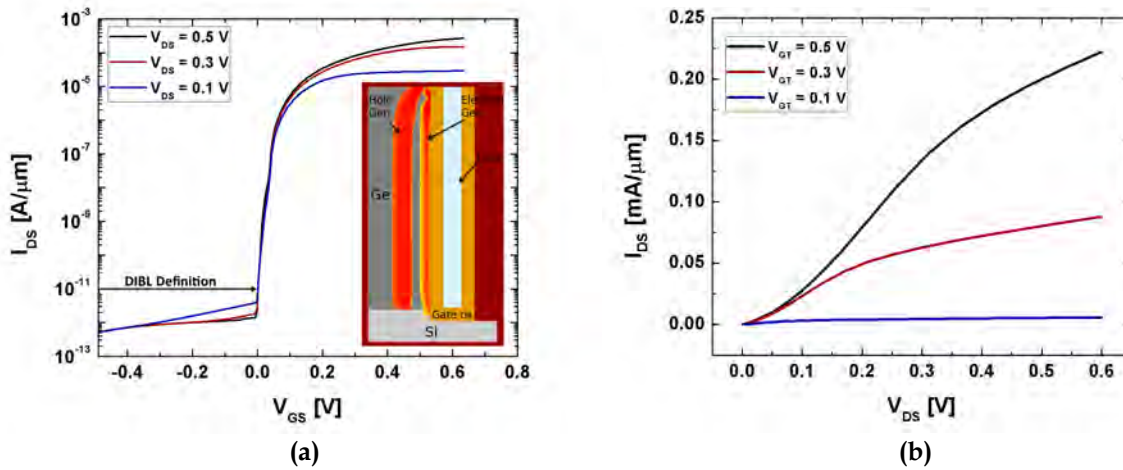 V_DS = 0.5 V
V_DS = 0.3 V
V_DS = 0.1 V
10^-3
10^-5
10^-7
10^-9
10^-11
10^-13
I_DS [A/μm]
DIBL Definition
Hole
Gen
Ge
Gate ox
Si
-0.4 -0.2 0.0 0.2 0.4 0.6 0.8
V_GS [V]
(a)
V_GT = 0.5 V
V_GT = 0.3 V
V_GT = 0.1 V
0.25
0.20
0.15
0.10
0.05
0.00
I_DS [mA/μm]
0.0 0.1 0.2 0.3 0.4 0.5 0.6
V_DS [V]
(b)